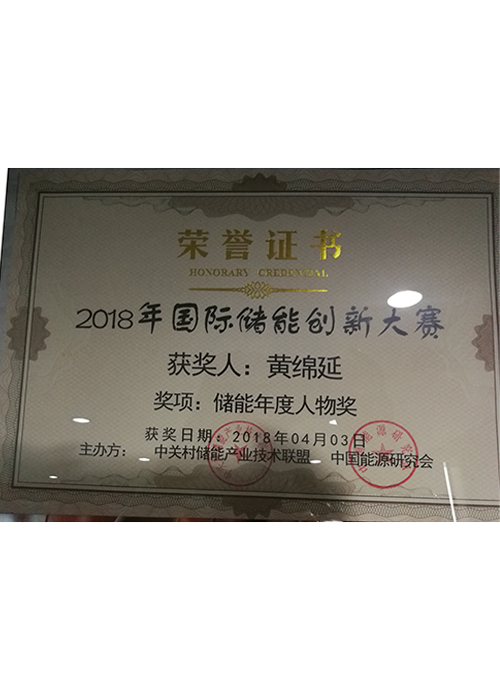 荣誉证书
HONORARY CREDENTIAL
2018年国际储能创新大赛
获奖人：黄绵延
奖项：储能年度人物奖
获奖日期：2018年04月03日
主办方： 中关村储能产业技术联盟 中国能源研究会